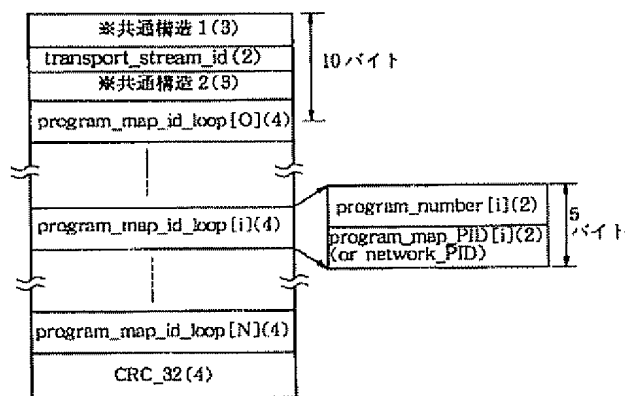 ※共通構造1(3)
transport_stream_id(2)
※共通構造2(3)
10バイト
program_map_id_loop[0](4)
program_map_id_loop[i](4)
program_number[i](2)
program_map_PID[i](2)
(or network_PID)
5
バイト
program_map_id_loop[N](4)
CRC_32(4)